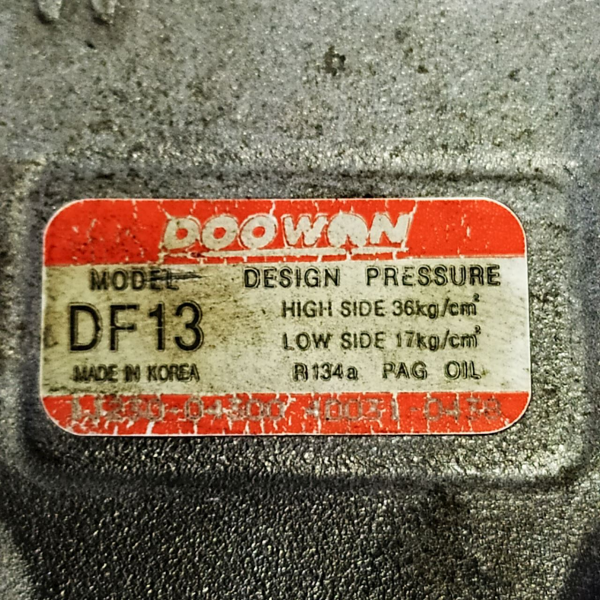 DOOWON
MODEL DESIGN PRESSURE
DF13
HIGH SIDE 36kg/cm²
LOW SIDE 17kg/cm²
MADE IN KOREA R134a PAG OIL